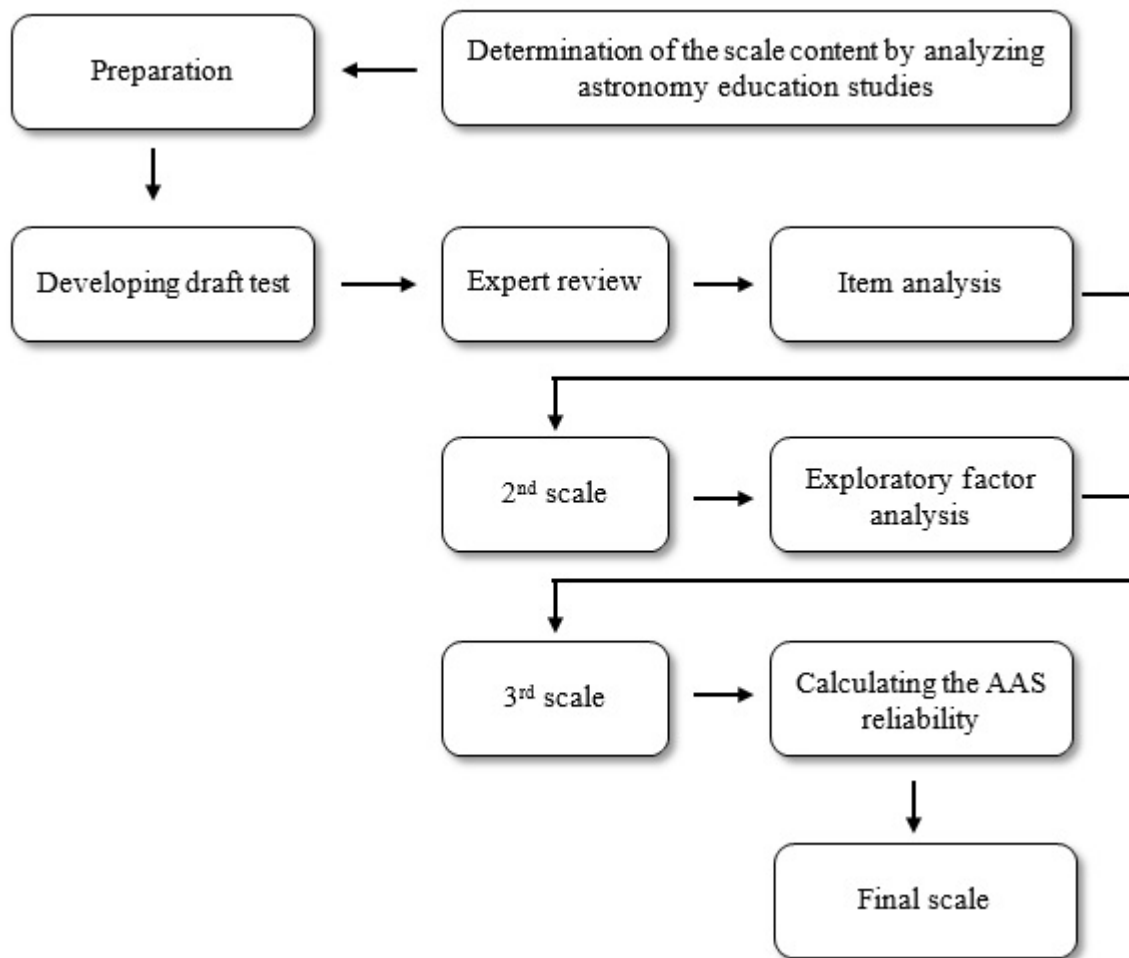 Preparation
Determination of the scale content by analyzing
astronomy education studies
Developing draft test
Expert review
Item analysis
2nd scale
Exploratory factor
analysis
3rd scale
Calculating the AAS
reliability
Final scale